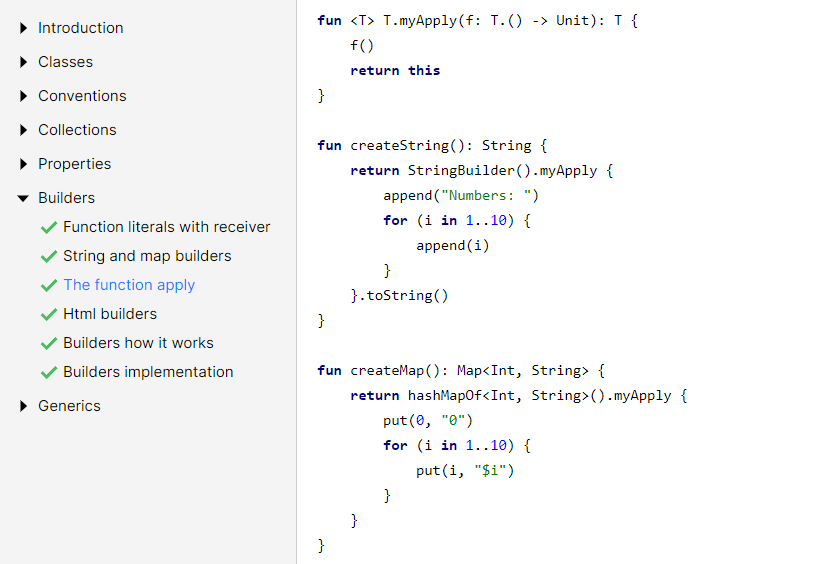 Introduction
Classes
Conventions
Collections
Properties
Builders
Function literals with receiver
String and map builders
The function apply
Html builders
Builders how it works
Builders implementation
Generics
fun <T> T.myApply(f: T.() -> Unit): T {
    f()
    return this
}

fun createString(): String {
    return StringBuilder().myApply {
        append("Numbers: ")
        for (i in 1..10) {
            append(i)
        }
    }.toString()
}

fun createMap(): Map<Int, String> {
    return hashMapOf<Int, String>().myApply {
        put(0, "0")
        for (i in 1..10) {
            put(i, "$i")
        }
    }
}